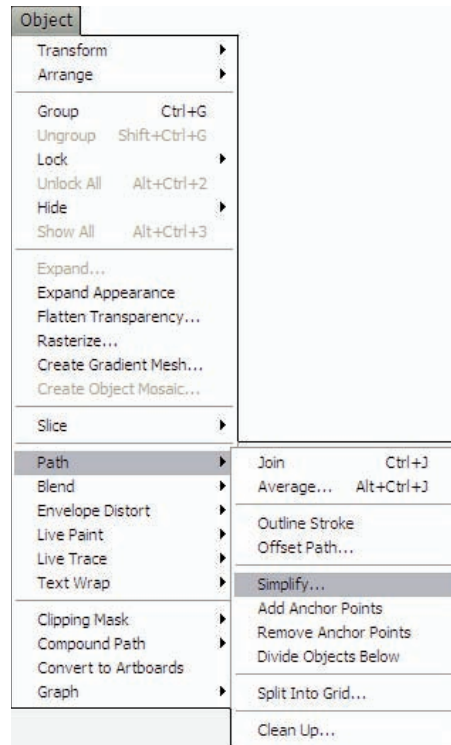 Object
Transform
Arrange
Group Ctrl+G
Ungroup Shift+Ctrl+G
Lock
Unlock All Alt+Ctrl+2
Hide
Show All Alt+Ctrl+3
Expand...
Expand Appearance
Flatten Transparency...
Rasterize...
Create Gradient Mesh...
Create Object Mosaic...
Slice
Path
Blend
Envelope Distort
Live Paint
Live Trace
Text Wrap
Clipping Mask
Compound Path
Convert to Artboards
Graph
Join Ctrl+J
Average... Alt+Ctrl+J
Outline Stroke
Offset Path...
Simplify...
Add Anchor Points
Remove Anchor Points
Divide Objects Below
Split Into Grid...
Clean Up...